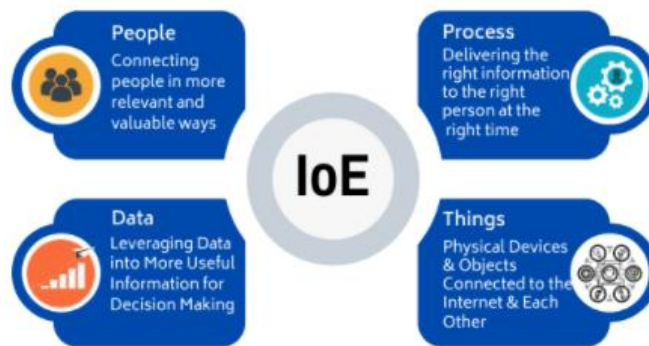 People
Connecting
people in more
relevant and
valuable ways
Process
Delivering the
right information
to the right
person at the
right time
IoE
Data
Leveraging Data
into More Useful
Information for
Decision Making
Things
Physical Devices
& Objects
Connected to the
Internet & Each
Other